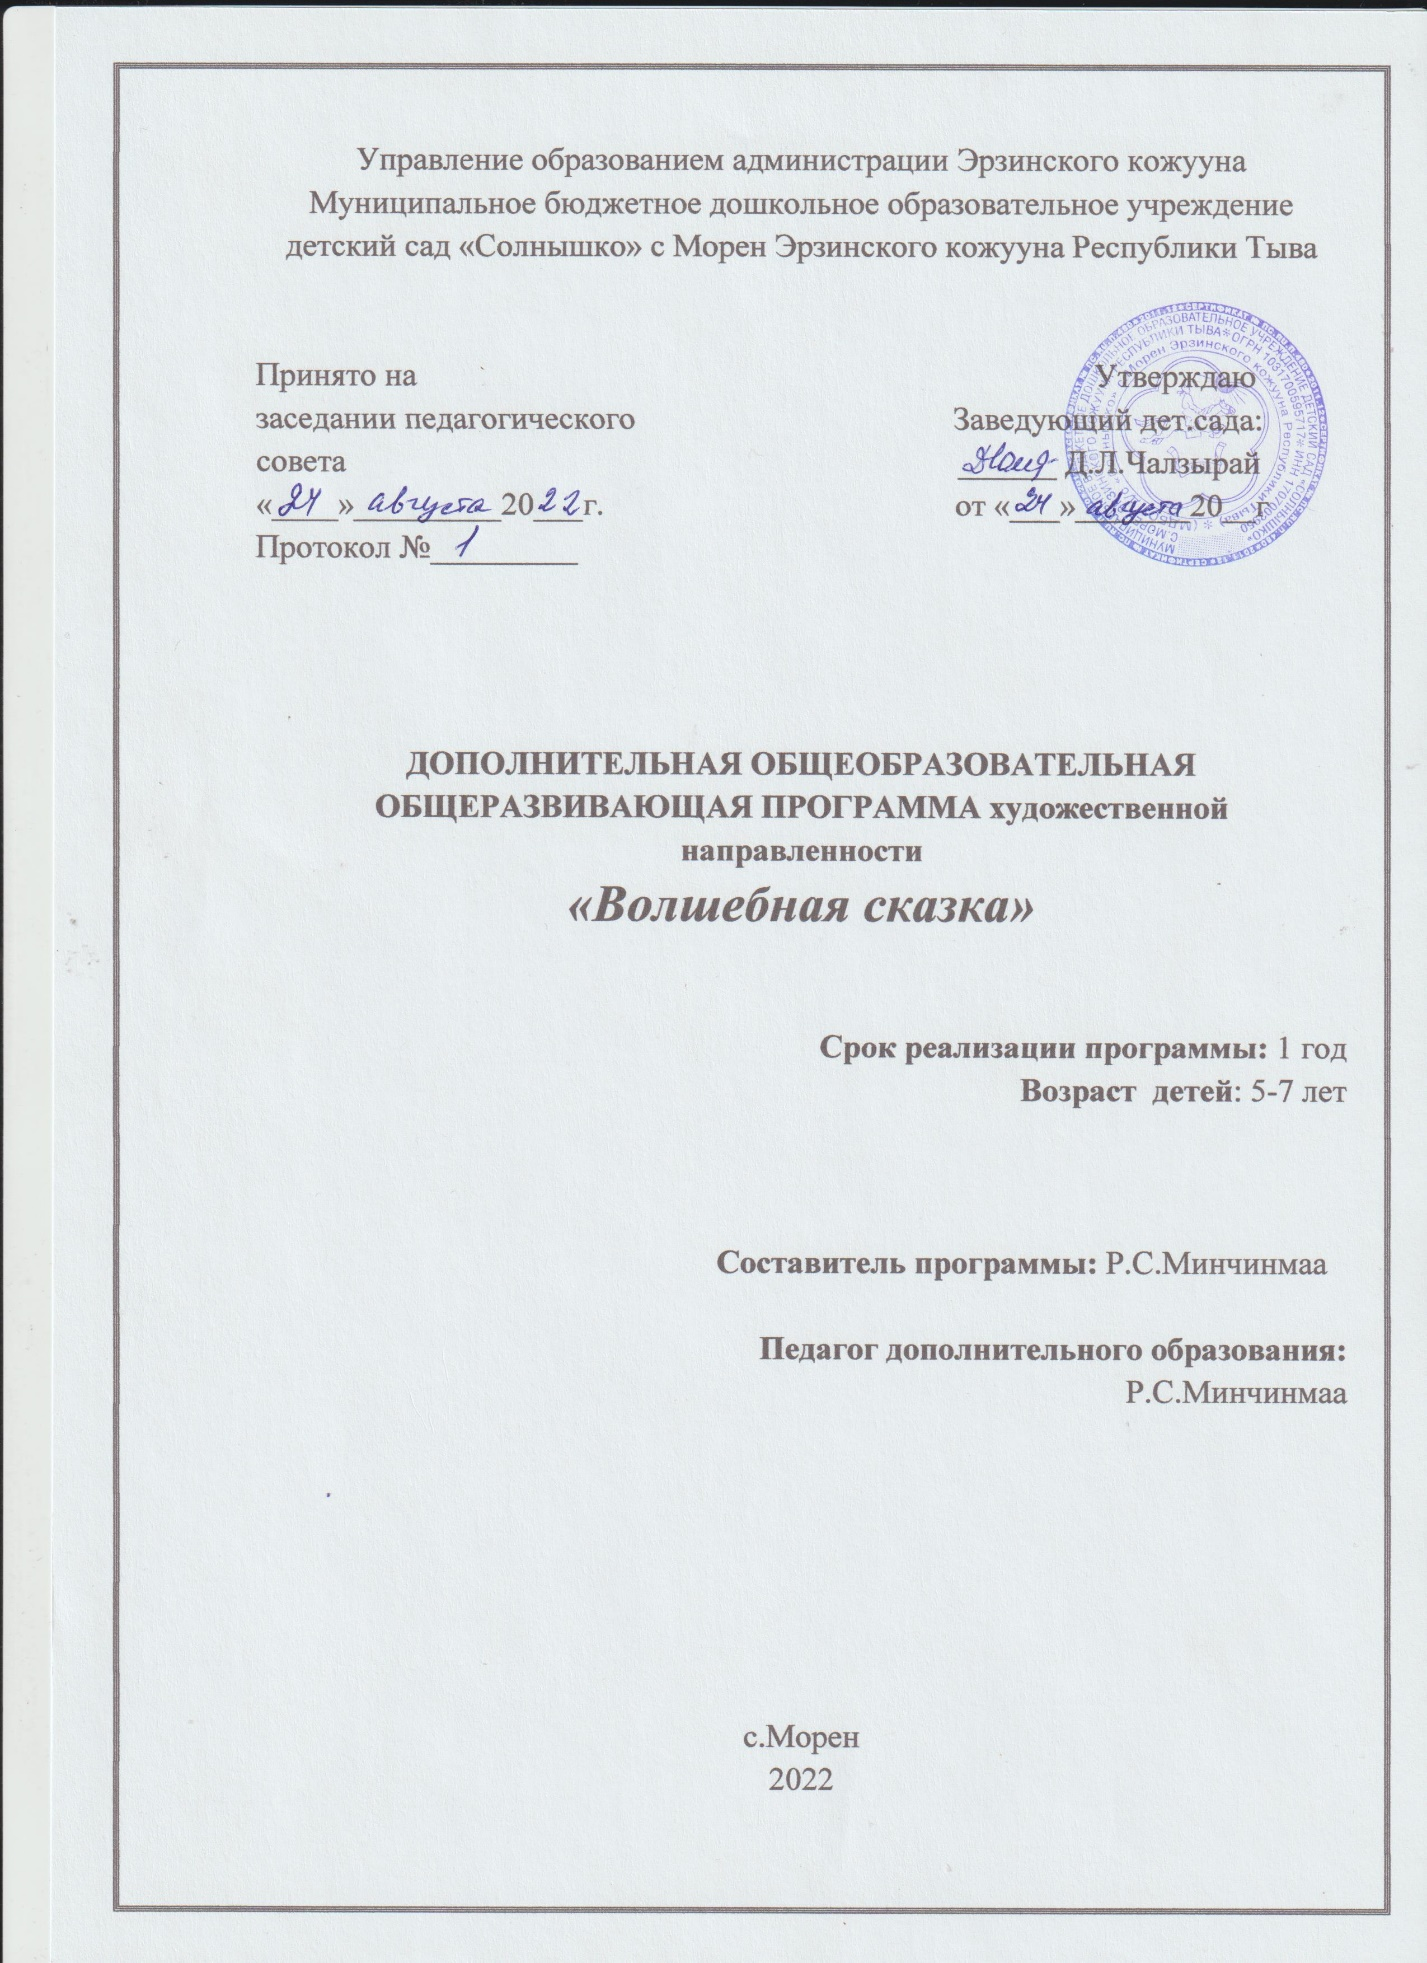 Управление образованием администрации Эрзинского кожууна
Муниципальное бюджетное дошкольное образовательное учреждение
детский сад «Солнышко» с Морен Эрзинского кожууна Республики Тыва
Принято на
заседании педагогического
совета
«24» августа 2022г.
Протокол № 1
Утверждаю
Заведующий дет.сада:
Д.Л.Чалзырай
от «24» августа 20__г
ДОПОЛНИТЕЛЬНАЯ ОБЩЕОБРАЗОВАТЕЛЬНАЯ
ОБЩЕРАЗВИВАЮЩАЯ ПРОГРАММА художественной
направленности
«Волшебная сказка»
Срок реализации программы: 1 год
Возраст детей: 5-7 лет
Составитель программы: Р.С.Минчинмаа
Педагог дополнительного образования:
Р.С.Минчинмаа
с.Морен
2022